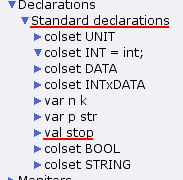 Declarations
Standard declarations
colset UNIT
colset INT = int;
colset DATA
colset INTxDATA
var n k
var p str
val stop
colset BOOL
colset STRING
Monitors